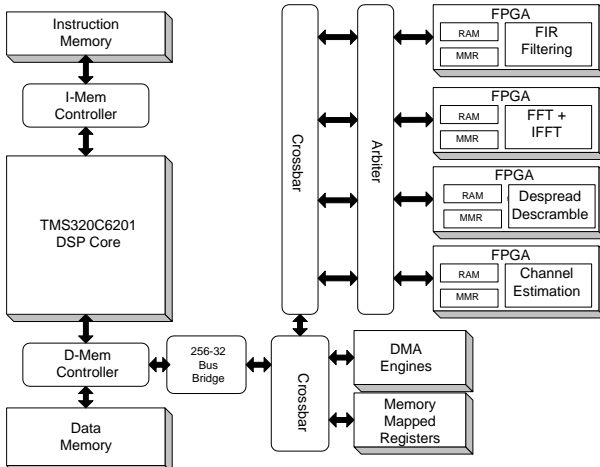 Instruction
Memory
I-Mem
Controller
TMS320C6201
DSP Core
D-Mem
Controller
Data
Memory
256-32
Bus
Bridge
Crossbar
Crossbar
Arbiter
FPGA
RAM
MMR
FIR
Filtering
FPGA
RAM
MMR
FFT +
IFFT
FPGA
RAM
MMR
Despread
Descramble
FPGA
RAM
MMR
Channel
Estimation
DMA
Engines
Memory
Mapped
Registers